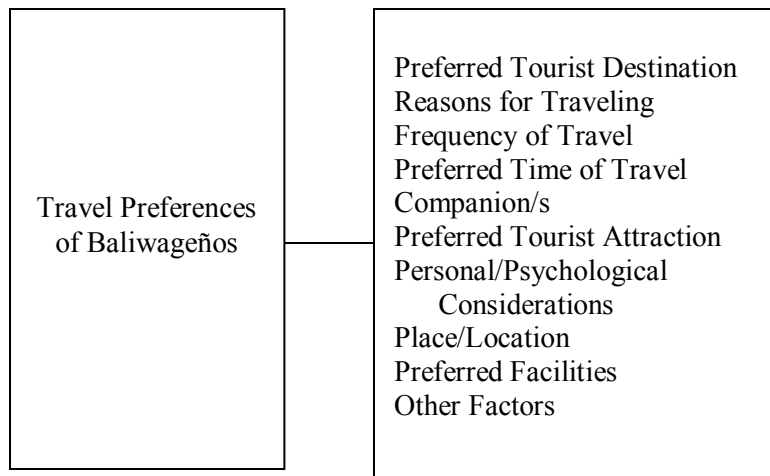 Travel Preferences
of Baliwageños
Preferred Tourist Destination
Reasons for Traveling
Frequency of Travel
Preferred Time of Travel
Companion/s
Preferred Tourist Attraction
Personal/Psychological
Considerations
Place/Location
Preferred Facilities
Other Factors